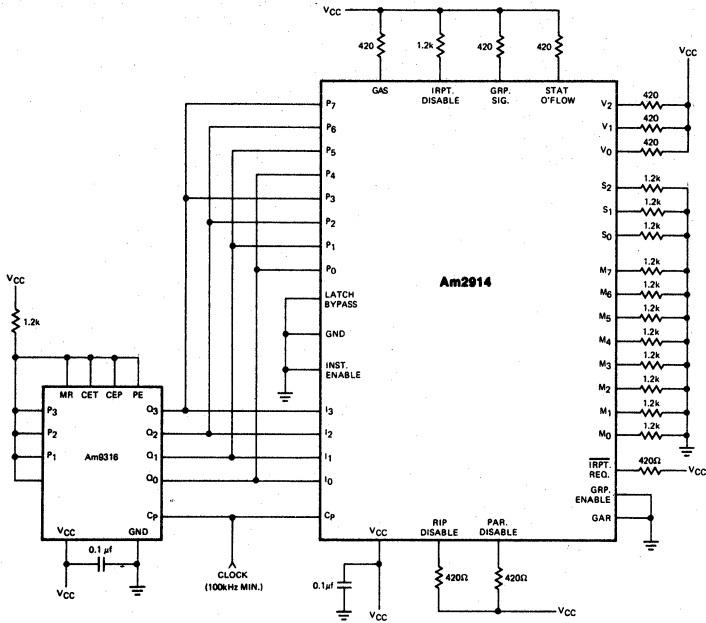 VCC
420
1.2k
420
420
GAS
IRPT.
DISABLE
GRP.
SIG.
STAT
O'FLOW
VCC
P7
P6
P5
P4
P3
P2
P1
P0
LATCH
BYPASS
GND
INST.
ENABLE
I3
I2
I1
I0
CP
Am2914
V2
420
V1
420
V0
420
S2
1.2k
S1
1.2k
S0
1.2k
M7
1.2k
M6
1.2k
M5
1.2k
M4
1.2k
M3
1.2k
M2
1.2k
M1
1.2k
M0
1.2k
IRPT.
REQ.
420Ω
VCC
GRP.
ENABLE
GAR
VCC
1.2k
MR
CET
CEP
PE
P3
P2
P1
Am9316
Q3
Q2
Q1
Q0
CP
VCC
GND
0.1 μf
VCC
CLOCK
(100kHz MIN.)
VCC
RIP
DISABLE
PAR.
DISABLE
0.1μf
420Ω
420Ω
VCC
VCC